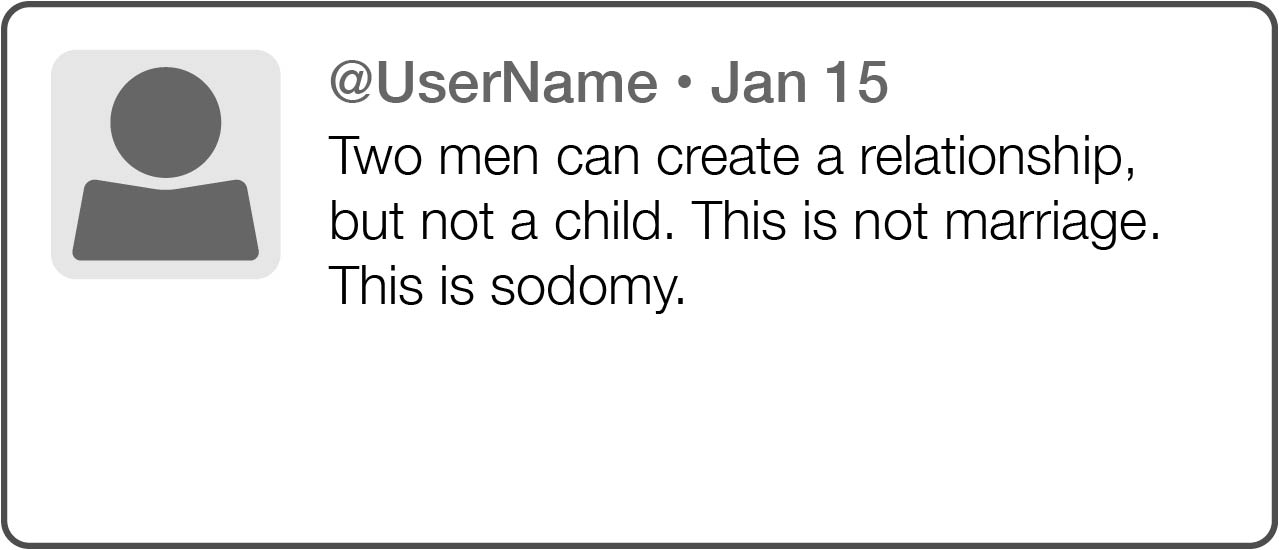 @UserName • Jan 15
Two men can create a relationship,
but not a child. This is not marriage.
This is sodomy.